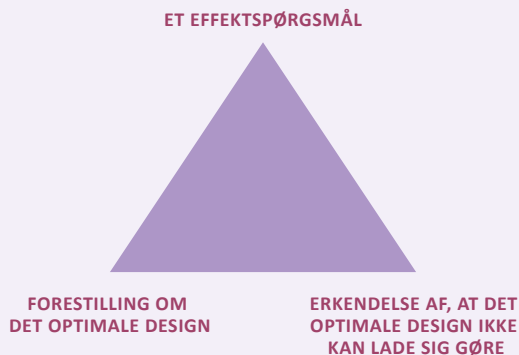 ET EFFEKTSPØRGSMÅL
FORESTILLING OM
DET OPTIMALE DESIGN
ERKENDELSE AF, AT DET
OPTIMALE DESIGN IKKE
KAN LADE SIG GØRE